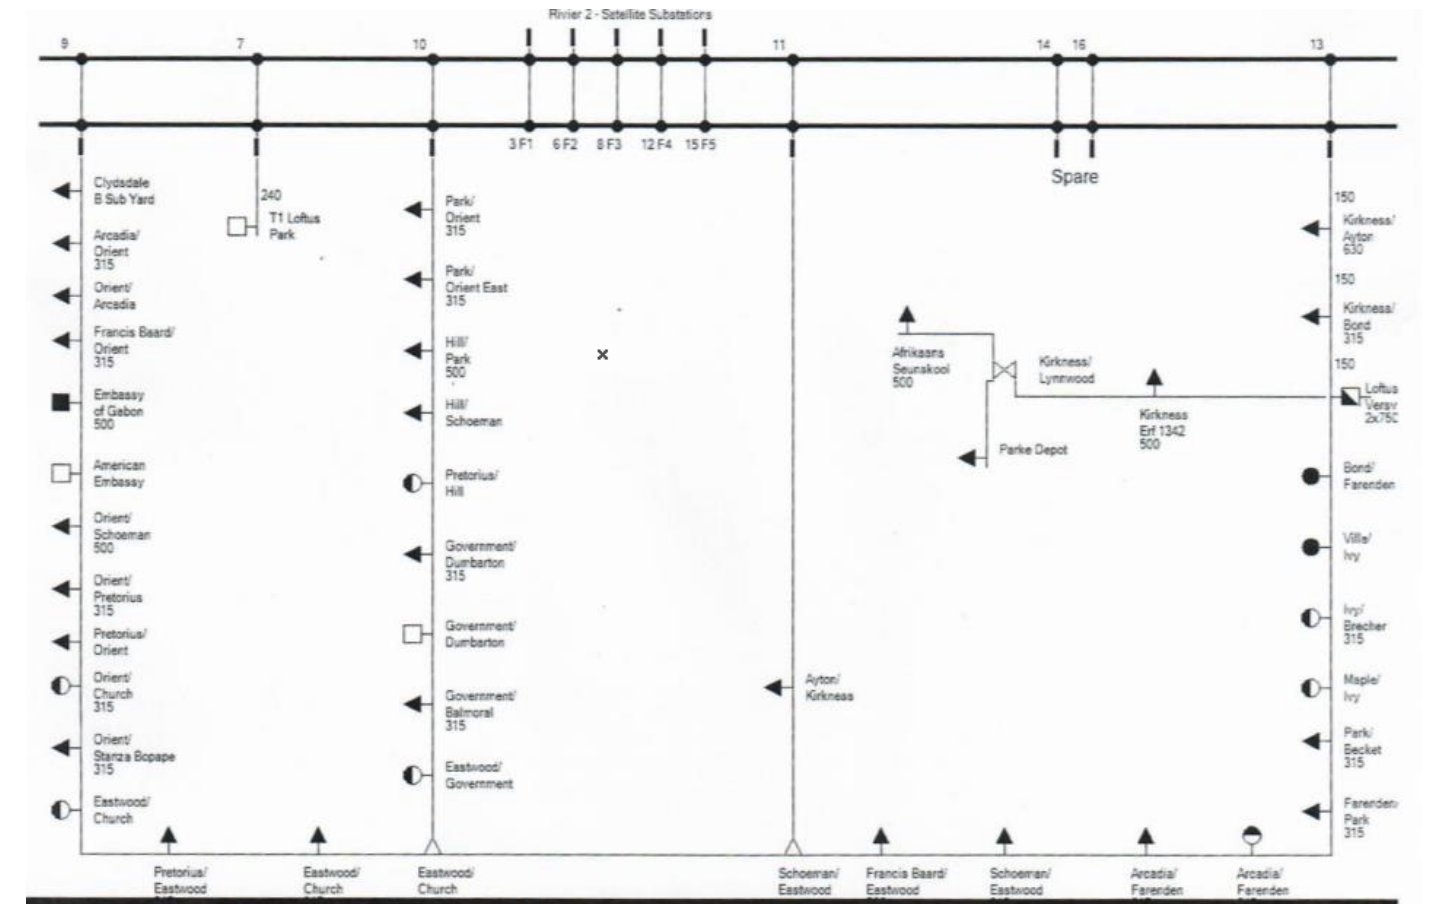 Rivier 2 - Satellite Substations
9
7
10
11
14
16
13
3 F1
6 F2
8 F3
12 F4
15 F5
Spare
Clydsdale
B Sub Yard
Arcadia/
Orient
315
Orient/
Arcadia
Francis Baard/
Orient
315
Embassy
of Gabon
500
American
Embassy
Orient/
Schoeman
500
Orient/
Pretorius
315
Pretorius/
Orient
Orient/
Church
315
Orient/
Stanza Bopape
315
Eastwood/
Church
240
T1 Loftus
Park
Park/
Orient
315
Park/
Orient East
315
Hill/
Park
500
Hill/
Schoeman
Pretorius/
Hill
Government/
Dumbarton
315
Government/
Dumbarton
Government/
Balmoral
315
Eastwood/
Government
Ayton/
Kirkness
Afrikaans
Seunskool
500
Kirkness/
Lynnwood
Parke Depot
Kirkness
Erf 1342
500
150
Kirkness/
Ayton
630
150
Kirkness/
Bond
315
150
Loftus
Versv
2x750
Bond/
Farenden
Villa/
Ivy
Ivy/
Brecher
315
Maple/
Ivy
Park/
Becket
315
Farenden/
Park
315
Pretorius/
Eastwood
Eastwood/
Church
Eastwood/
Church
Schoeman/
Eastwood
Francis Baard/
Eastwood
Schoeman/
Eastwood
Arcadia/
Farenden
Arcadia/
Farenden